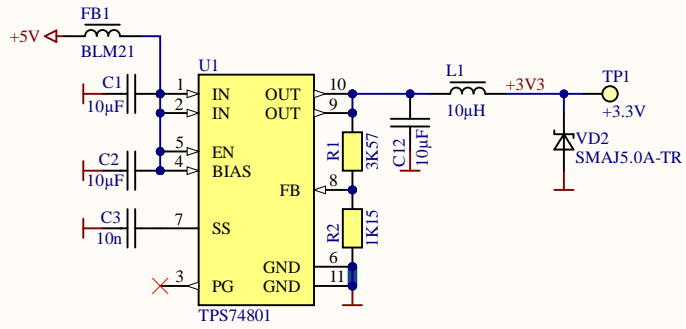 FB1
+5V
BLM21
U1
C1
10µF
1
IN
2
IN
5
EN
4
BIAS
C2
10µF
C3
10n
7
SS
3
PG
OUT
10
OUT
9
FB
8
GND
6
GND
11
TPS74801
R1
3K57
R2
1K15
C12
10µF
L1
10µH
+3V3
TP1
+3.3V
VD2
SMAJ5.0A-TR